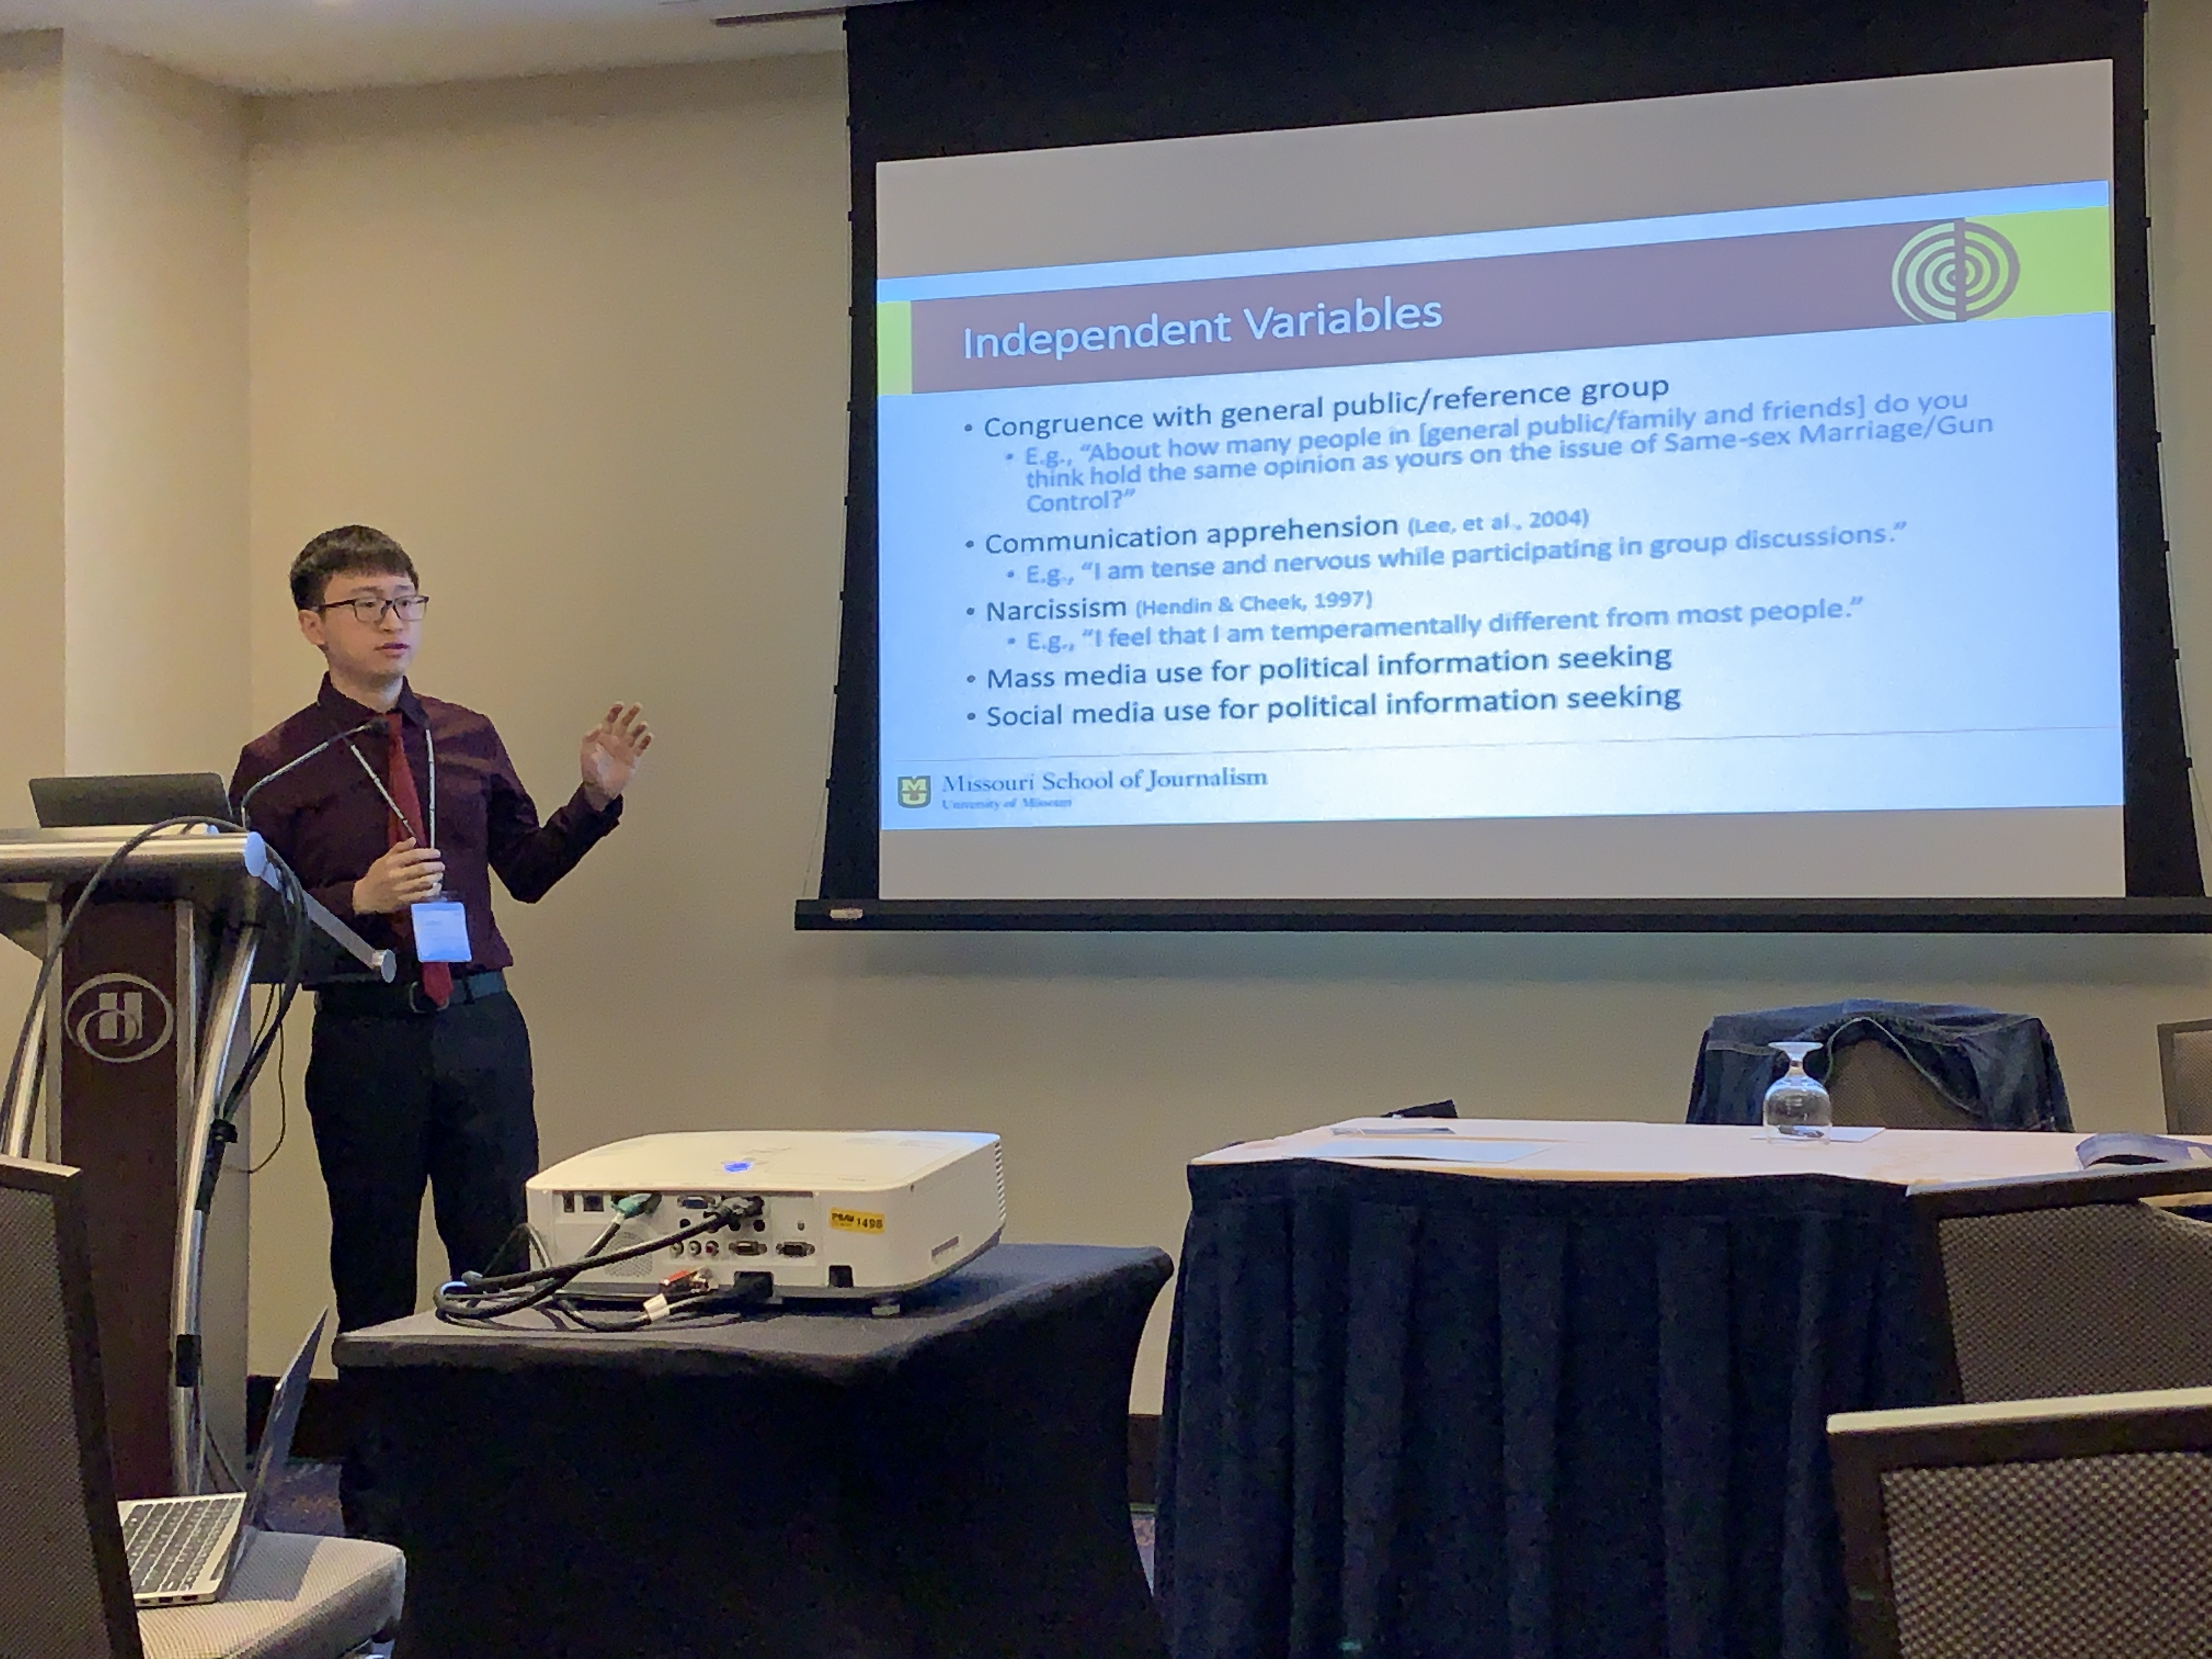 Independent Variables
• Congruence with general public/reference group
• E.g., “About how many people in [general public/family and friends] do you
think hold the same opinion as yours on the issue of Same-sex Marriage/Gun
Control?”
• Communication apprehension (Lee, et al., 2004)
• E.g., “I am tense and nervous while participating in group discussions.”
• Narcissism (Hendin & Cheek, 1997)
• E.g., “I feel that I am temperamentally different from most people.”
• Mass media use for political information seeking
• Social media use for political information seeking
MU
Missouri School of Journalism
University of Missouri
H
PSAV 1498